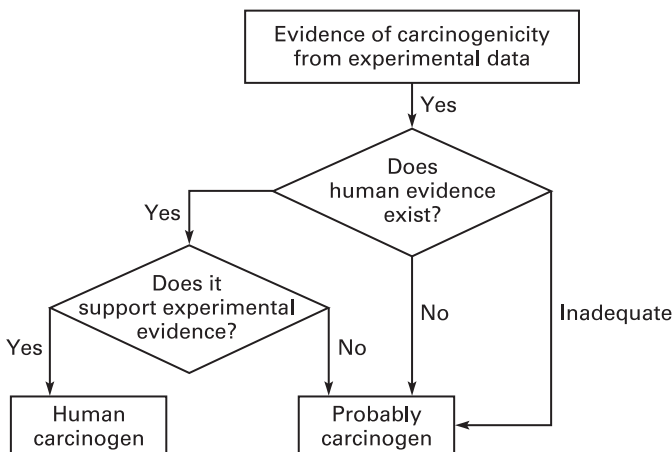 Evidence of carcinogenicity
from experimental data
Yes
Does
human evidence
exist?
Yes
Does it
support experimental
evidence?
No
Inadequate
Yes
No
Human
carcinogen
Probably
carcinogen